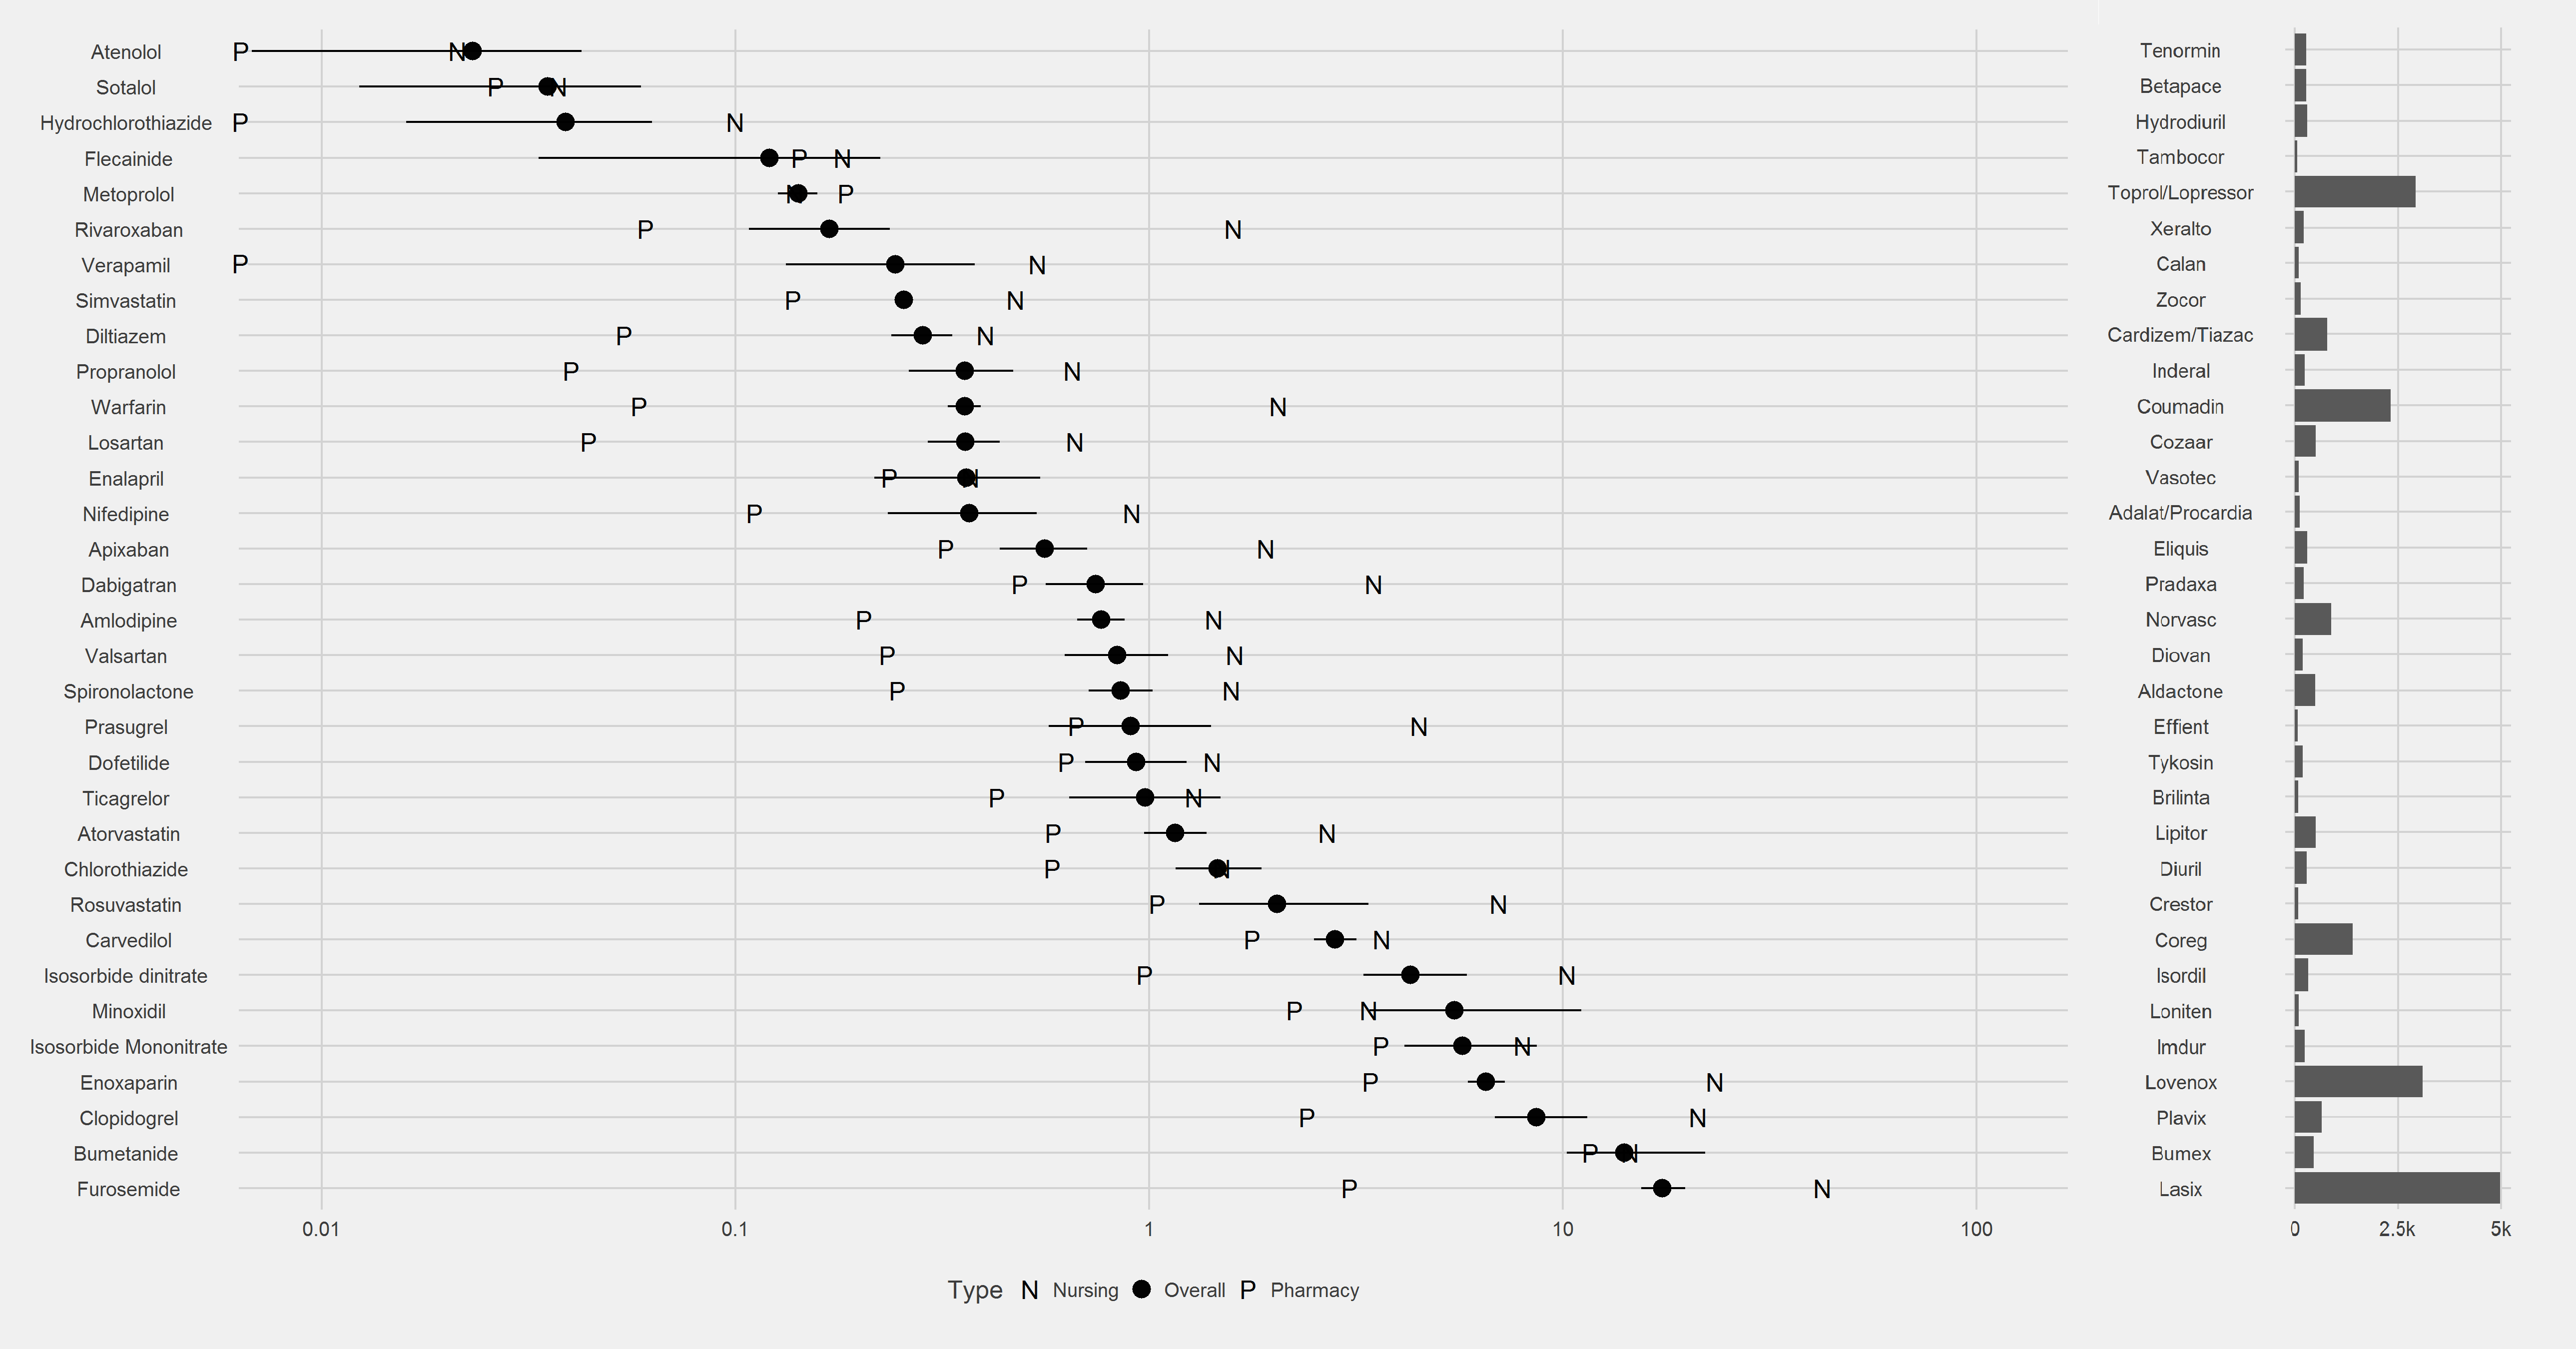 Atenolol P N Tenormin
Sotalol P N Betapace
Hydrochlorothiazide P N Hydrodiuril
Flecainide P N Tambocor
Metoprolol N P Toprol/Lopressor
Rivaroxaban P N Xeralto
Verapamil P N Calan
Simvastatin P N Zocor
Diltiazem P N Cardizem/Tiazac
Propranolol P N Inderal
Warfarin P N Coumadin
Losartan P N Cozaar
Enalapril P N Vasotec
Nifedipine P N Adalat/Procardia
Apixaban P N Eliquis
Dabigatran P N Pradaxa
Amlodipine P N Norvasc
Valsartan P N Diovan
Spironolactone P N Aldactone
Prasugrel P N Effient
Dofetilide P N Tykosin
Ticagrelor P N Brilinta
Atorvastatin P N Lipitor
Chlorothiazide P N Diuril
Rosuvastatin P N Crestor
Carvedilol P N Coreg
Isosorbide dinitrate P N Isordil
Minoxidil P N Loniten
Isosorbide Mononitrate P N Imdur
Enoxaparin P N Lovenox
Clopidogrel P N Plavix
Bumetanide P N Bumex
Furosemide P N Lasix
0.01 0.1 1 10 100 0 2.5k 5k
Type N Nursing Overall P Pharmacy